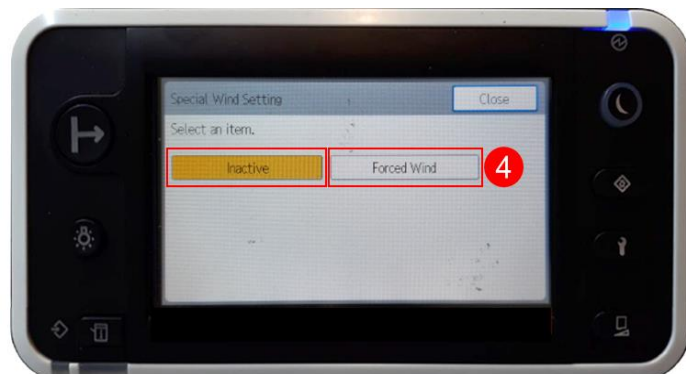 Special Wind Setting
Close
Select an item.
Inactive
Forced Wind
4